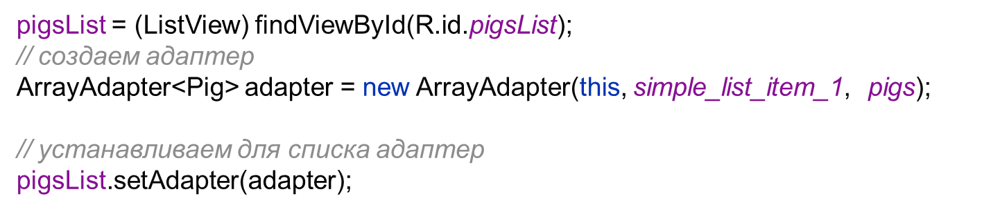 pigsList = (ListView) findViewById(R.id.pigsList);
// создаем адаптер
ArrayAdapter<Pig> adapter = new ArrayAdapter(this, simple_list_item_1, pigs);
// устанавливаем для списка адаптер
pigsList.setAdapter(adapter);